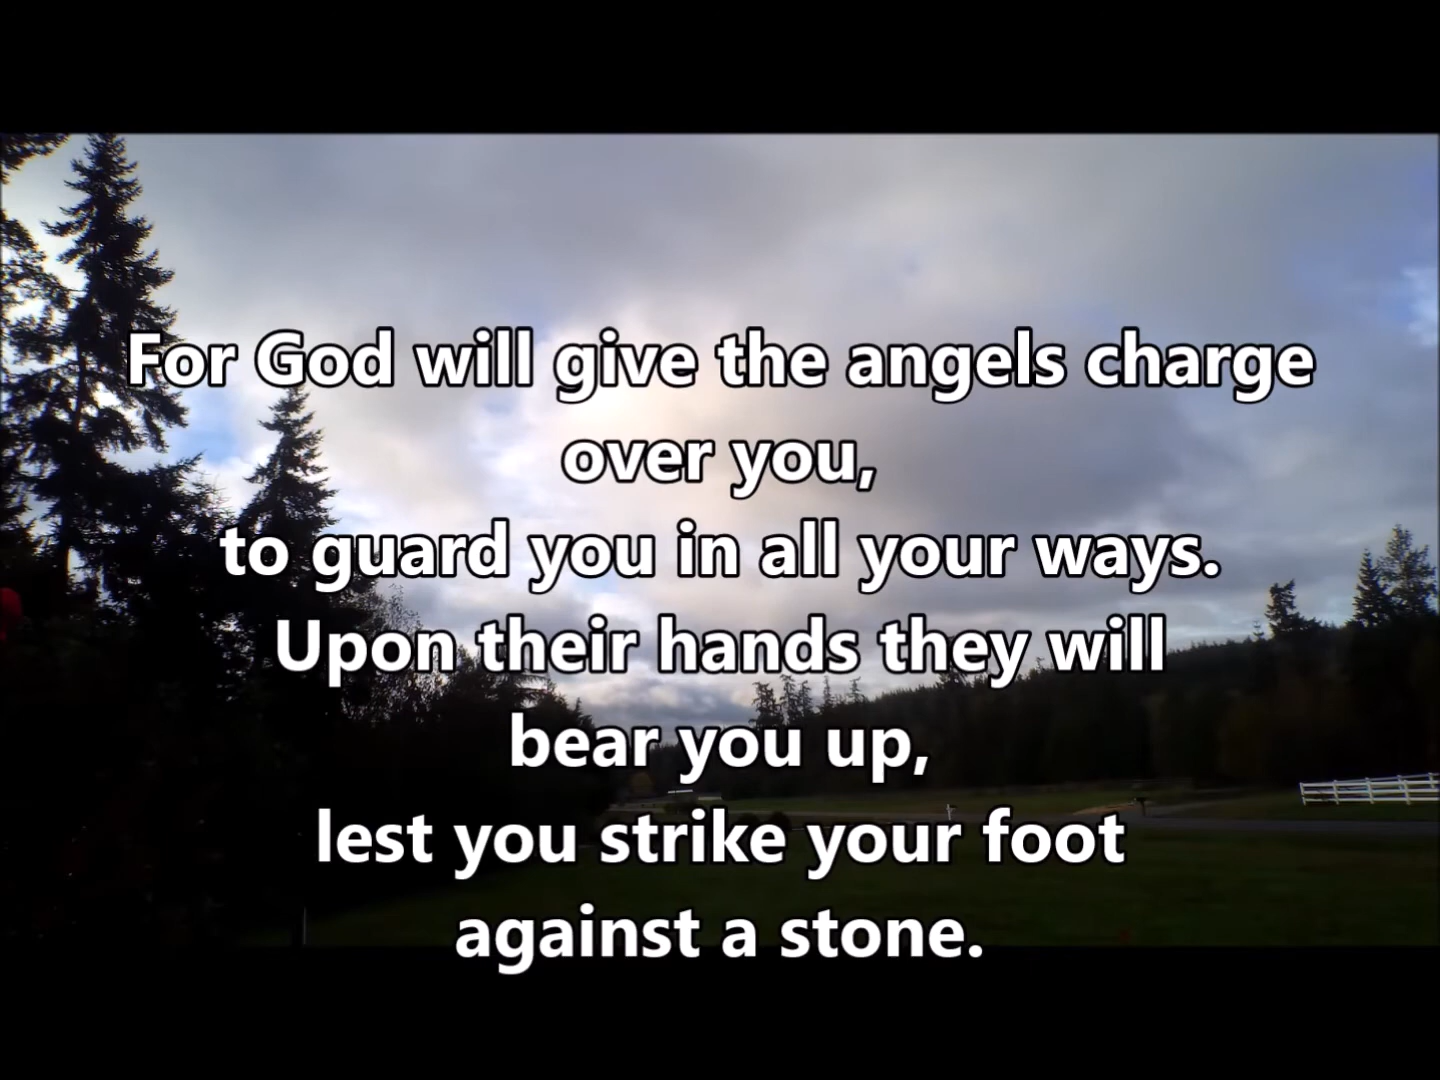 For God will give the angels charge
over you,
to guard you in all your ways.
Upon their hands they will
bear you up,
lest you strike your foot
against a stone.